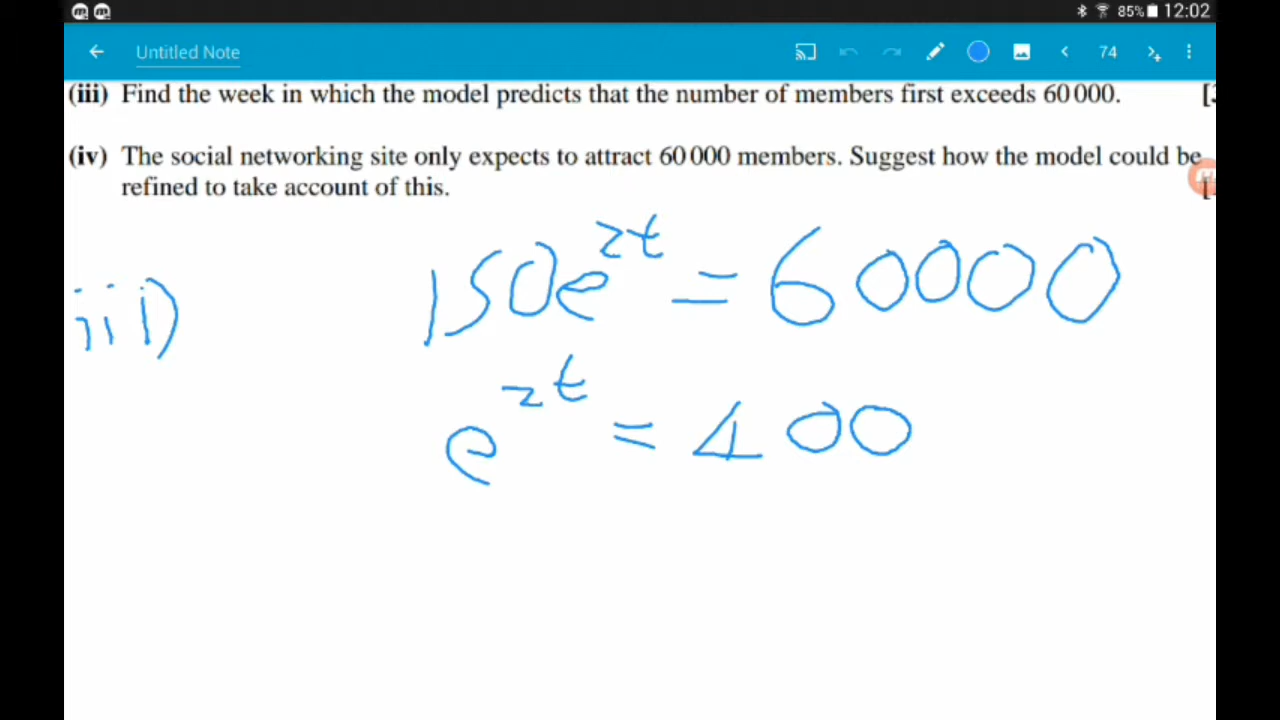 85% 12:02
Untitled Note 74
(iii) Find the week in which the model predicts that the number of members first exceeds 60 000. [
(iv) The social networking site only expects to attract 60 000 members. Suggest how the model could be
refined to take account of this. [
iii) 150e^2t = 60000
e^2t = 400